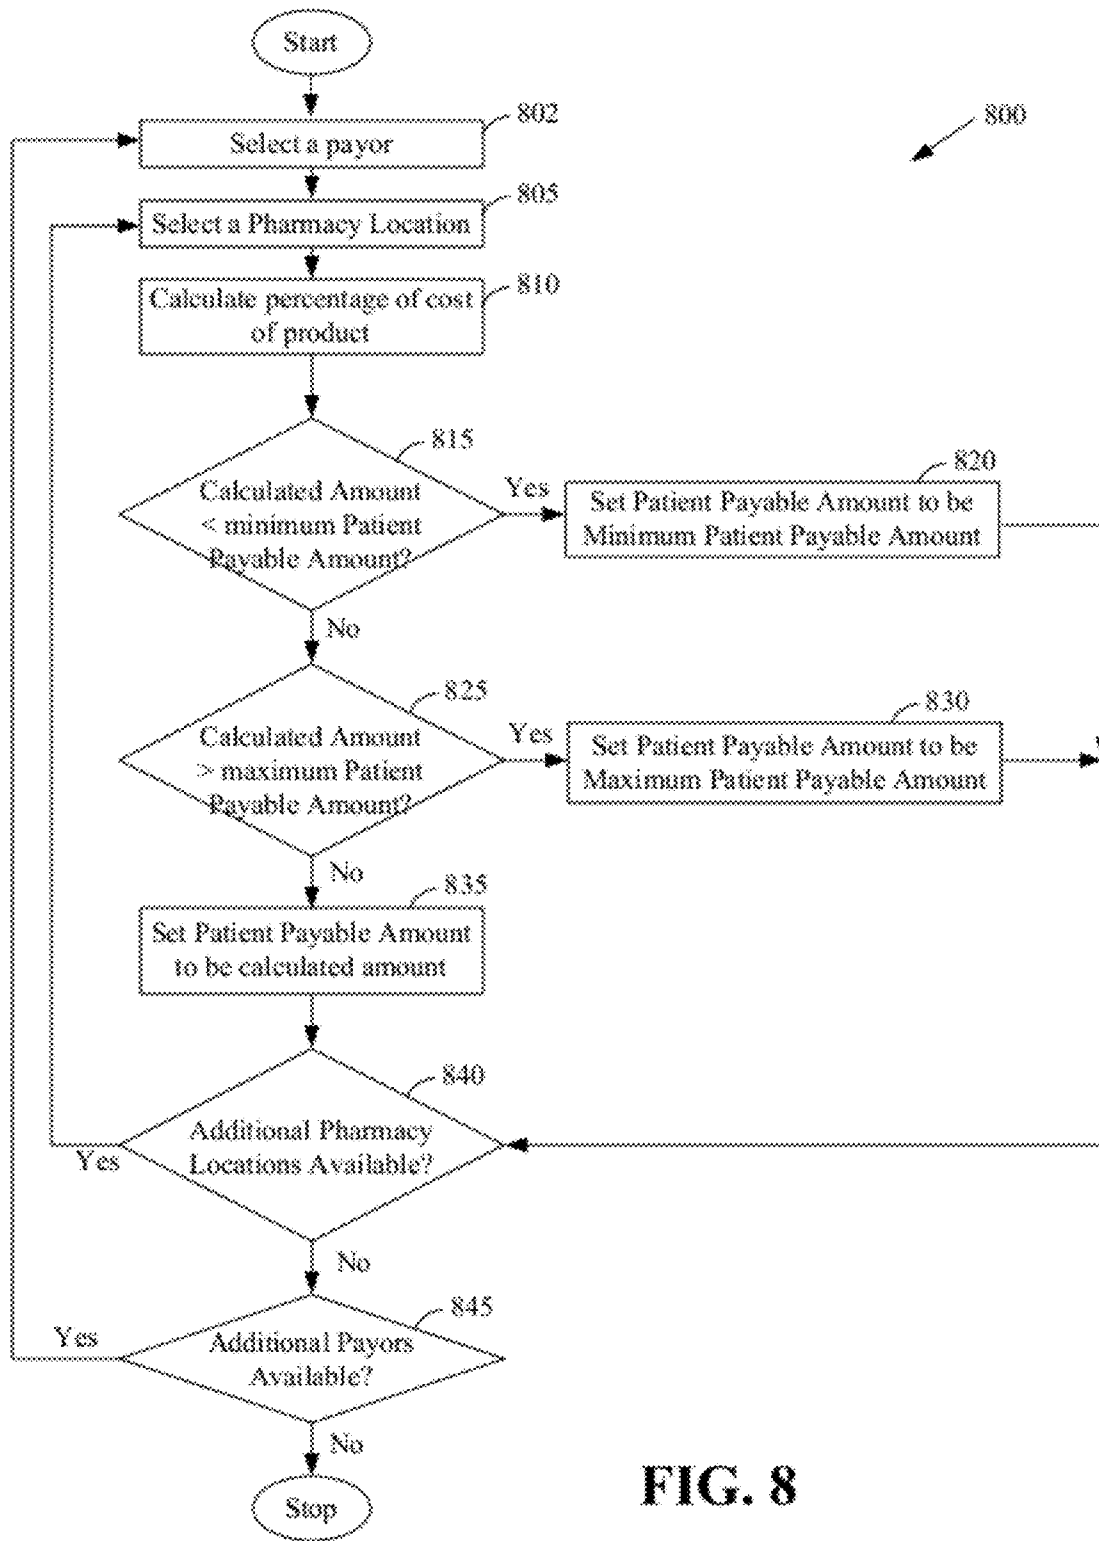 Start
802
Select a payor
800
805
Select a Pharmacy Location
810
Calculate percentage of cost
of product
815
Calculated Amount
< minimum Patient
Payable Amount?
Yes
820
Set Patient Payable Amount to be
Minimum Patient Payable Amount
No
825
Calculated Amount
> maximum Patient
Payable Amount?
Yes
830
Set Patient Payable Amount to be
Maximum Patient Payable Amount
No
835
Set Patient Payable Amount
to be calculated amount
840
Additional Pharmacy
Locations Available?
Yes
No
845
Additional Payors
Available?
Yes
No
Stop
FIG. 8